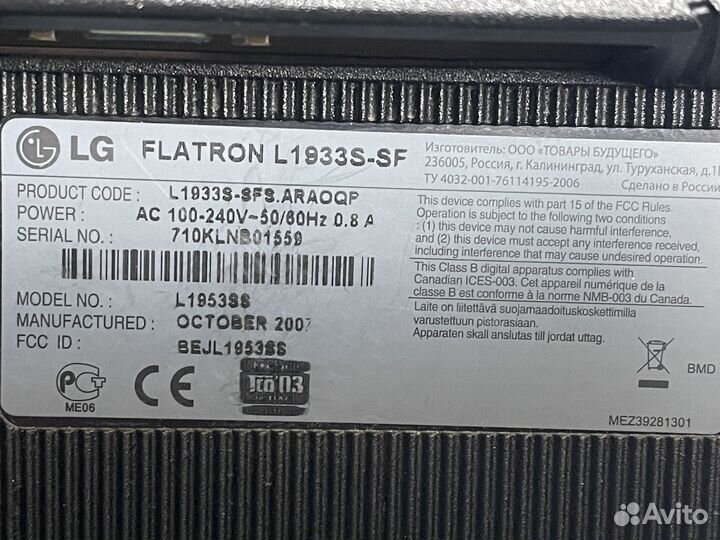 LG FLATRON L1933S-SF
PRODUCT CODE : L1933S-SFS.ARAOQP
POWER : AC 100-240V~50/60Hz 0.8 A
SERIAL NO. : 710KLNB01559
MODEL NO. : L1953SS
MANUFACTURED : OCTOBER 2007
FCC ID : BEJL1953SS
ME06
CE
TCO'03
Изготовитель: ООО «ТОВАРЫ БУДУЩЕГО»
236005, Россия, г. Калининград, ул. Туруханская, д.1
ТУ 4032-001-76114195-2006 Сделано в России
This device complies with part 15 of the FCC Rules.
Operation is subject to the following two conditions
: (1) this device may not cause harmful interference,
and (2) this device must accept any interference received,
including interference that may cause undesired operation.
This Class B digital apparatus complies with
Canadian ICES-003. Cet appareil numérique de la
classe B est conforme à la norme NMB-003 du Canada.
Laite on liitettävä suojamaadoituskoskettimilla
varustettuun pistorasiaan.
Apparaten skall anslutas till jordat uttag.
BMD
MEZ39281301
Avito